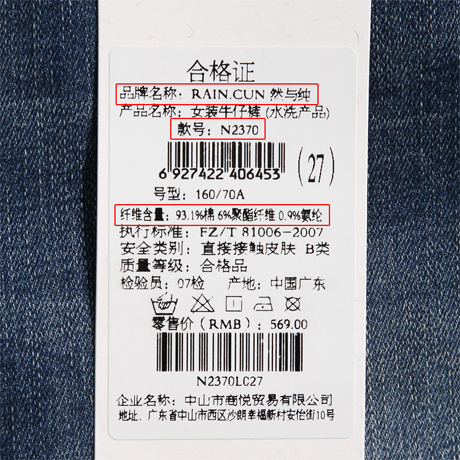 合格证
品牌名称: RAIN.CUN 然与纯
产品名称: 女装牛仔裤 (水洗产品)
款号: N2370
6 927422 406453
(27)
号型: 160/70A
纤维含量: 93.1%棉 6%聚酯纤维 0.9%氨纶
执行标准: FZ/T 81006-2007
安全类别: 直接接触皮肤 B类
质量等级: 合格品
检验员: 07检 产地: 中国广东
零售价 (RMB): 569.00
N2370L027
企业名称: 中山市商悦贸易有限公司
地址: 广东省中山市西区沙朗幸福新村安怡街10号